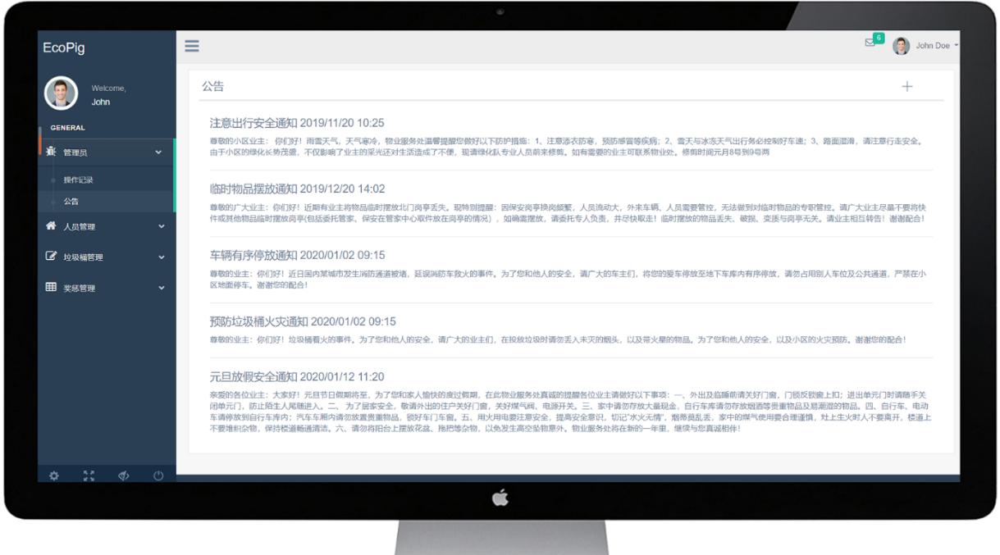 EcoPig
6
John Doe
Welcome,
John
GENERAL
管理员
操作记录
公告
人员管理
垃圾桶管理
奖惩管理
公告
注意出行安全通知 2019/11/20 10:25
尊敬的小区业主： 你们好！雨雪天气，天气寒冷，物业服务处温馨提醒您做好以下防护措施：1、注意添衣防寒，预防感冒等疾病；2、雪天与冰冻天气出行务必控制好车速；3、路面湿滑，请注意行走安全。
由于小区的绿化长势茂盛，不仅影响了业主的采光还对生活造成了不便，现请绿化队专业人员前来修剪。如有需要的业主可联系物业处。修剪时间元月8号到9号两
临时物品摆放通知 2019/12/20 14:02
尊敬的广大业主：你们好！近期有业主将物品临时摆放北门岗亭丢失。现特别提醒：因保安岗亭换岗频繁，人员流动大，外来车辆、人员需要管控，无法做到对临时物品的专职管控。请广大业主尽量不要将快
件或其他物品临时摆放岗亭(包括委托管家、保安在管家中心取件放在岗亭的情况），如确需摆放，请委托专人负责，并尽快取走！临时摆放的物品丢失、破损、变质与岗亭无关。请业主相互转告！谢谢配合！
车辆有序停放通知 2020/01/02 09:15
尊敬的业主：你们好！近日国内某城市发生消防通道被堵，延误消防车救火的事件。为了您和他人的安全，请广大的车主们，将您的爱车停放至地下车库内有序停放，请勿占用别人车位及公共通道，严禁在小
区地面停车。谢谢您的配合！
预防垃圾桶火灾通知 2020/01/02 09:15
尊敬的业主：你们好！垃圾桶着火的事件。为了您和他人的安全，请广大的业主们，在投放垃圾时请勿丢入未灭的烟头，以及带火星的物品。为了您和他人的安全，以及小区的火灾预防。谢谢您的配合！
元旦放假安全通知 2020/01/12 11:20
亲爱的各位业主：大家好！元旦节日假期将至，为了您和家人愉快的度过假期，在此物业服务处真诚的提醒各位业主请做好以下事项：一、外出及临睡前请关好门窗，门锁反锁窗上扣；进出单元门时请随手关
闭单元门，防止陌生人尾随进入。二、 为了居家安全，敬请外出的住户关好门窗，关好煤气阀、电源开关。三、家中请勿存放大量现金，自行车库请勿存放烟酒等贵重物品及易潮湿的物品。四、自行车、电动
车请停放到自行车库内；汽车车厢内请勿放置贵重物品，锁好车门车窗。五、用火用电要注意安全，提高安全意识，切记“水火无情”，烟蒂莫乱丢，家中的煤气使用要合理谨慎，灶上生火时人不要离开，楼道上
不要堆积杂物，保持楼道畅通清洁。六、请勿将阳台上摆放花盆、拖把等杂物，以免发生高空坠物意外。物业服务处将在新的一年里，继续与您真诚相伴！